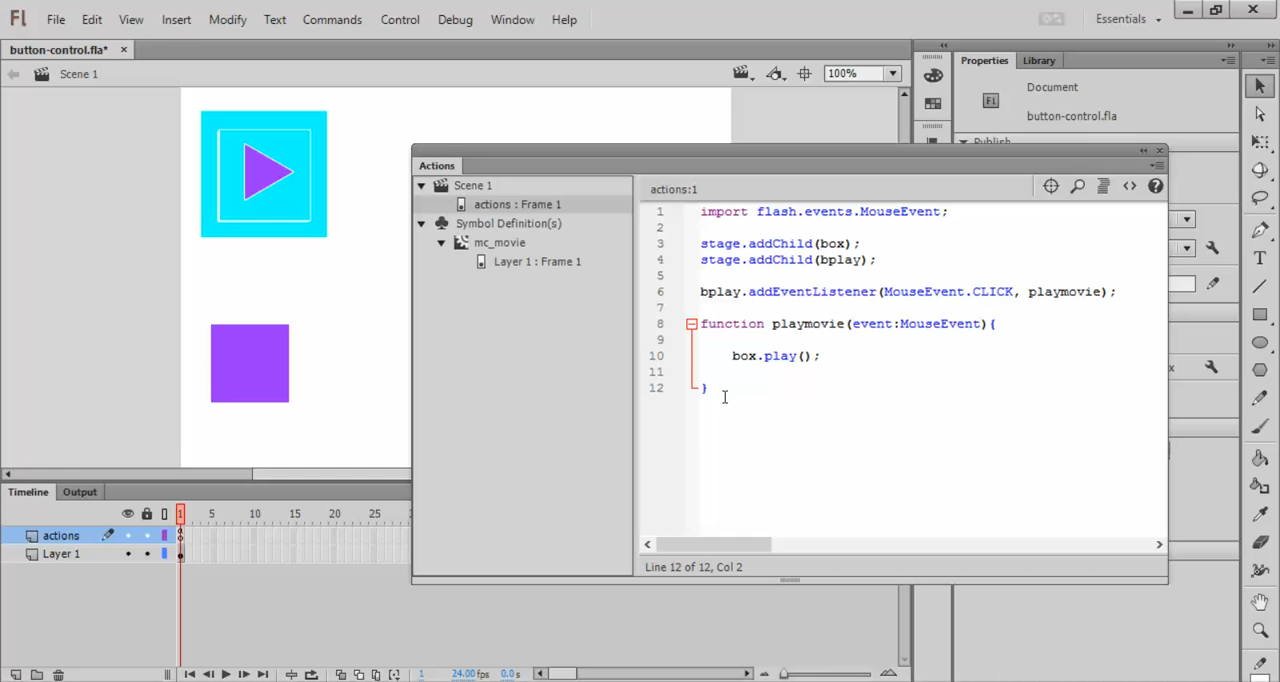 Fl File Edit View Insert Modify Text Commands Control Debug Window Help Essentials
button-control.fla* ×
Scene 1
100%
Properties Library
Document
Fl
button-control.fla
Publish
Actions
Scene 1
actions : Frame 1
Symbol Definition(s)
mc_movie
Layer 1 : Frame 1
actions:1
1 import flash.events.MouseEvent;
2
3 stage.addChild(box);
4 stage.addChild(bplay);
5
6 bplay.addEventListener(MouseEvent.CLICK, playmovie);
7
8 function playmovie(event:MouseEvent){
9
10 box.play();
11
12 }
Line 12 of 12, Col 2
x
Timeline Output
1 5 10 15 20 25
actions
Layer 1
1 24.00 fps 0.0 s